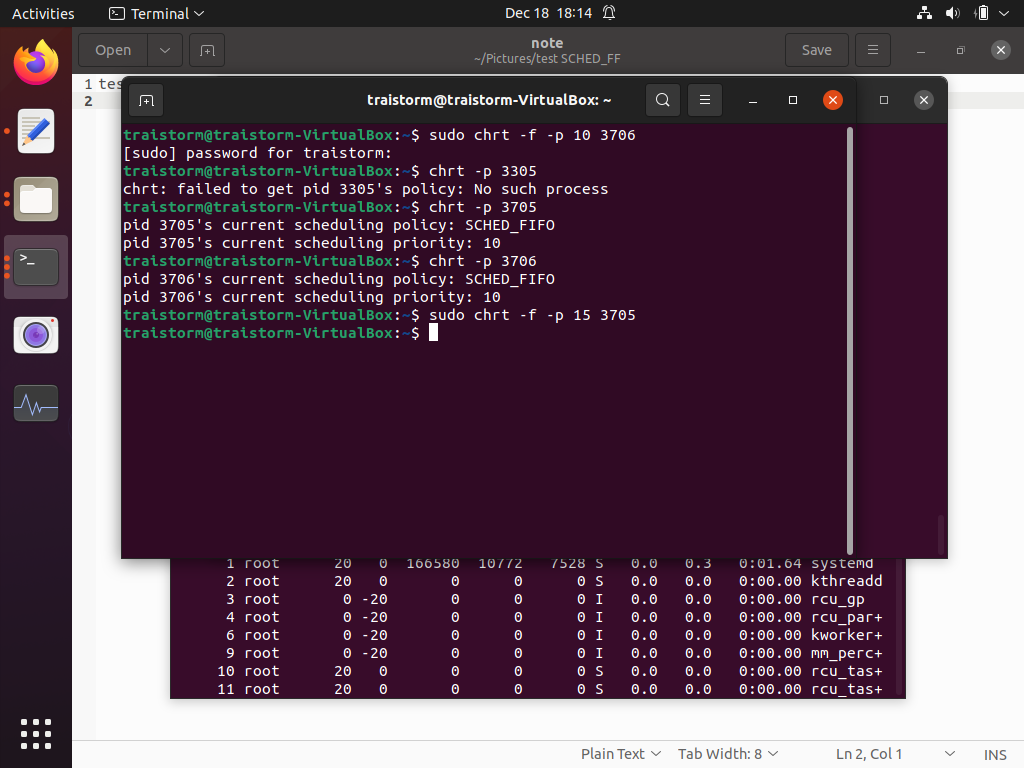 Activities Terminal Dec 18 18:14
Open note Save
~/Pictures/test SCHED_FF
1 tes
2
traistorm@traistorm-VirtualBox: ~
traistorm@traistorm-VirtualBox:~$ sudo chrt -f -p 10 3706
[sudo] password for traistorm:
traistorm@traistorm-VirtualBox:~$ chrt -p 3305
chrt: failed to get pid 3305's policy: No such process
traistorm@traistorm-VirtualBox:~$ chrt -p 3705
pid 3705's current scheduling policy: SCHED_FIFO
pid 3705's current scheduling priority: 10
traistorm@traistorm-VirtualBox:~$ chrt -p 3706
pid 3706's current scheduling policy: SCHED_FIFO
pid 3706's current scheduling priority: 10
traistorm@traistorm-VirtualBox:~$ sudo chrt -f -p 15 3705
traistorm@traistorm-VirtualBox:~$
1 root 20 0 166580 10772 7528 S 0.0 0.3 0:01.64 systemd
2 root 20 0 0 0 0 S 0.0 0.0 0:00.00 kthreadd
3 root 0 -20 0 0 0 I 0.0 0.0 0:00.00 rcu_gp
4 root 0 -20 0 0 0 I 0.0 0.0 0:00.00 rcu_par+
6 root 0 -20 0 0 0 I 0.0 0.0 0:00.00 kworker+
9 root 0 -20 0 0 0 I 0.0 0.0 0:00.00 mm_perc+
10 root 20 0 0 0 0 S 0.0 0.0 0:00.00 rcu_tas+
11 root 20 0 0 0 0 S 0.0 0.0 0:00.00 rcu_tas+
Plain Text Tab Width: 8 Ln 2, Col 1 INS